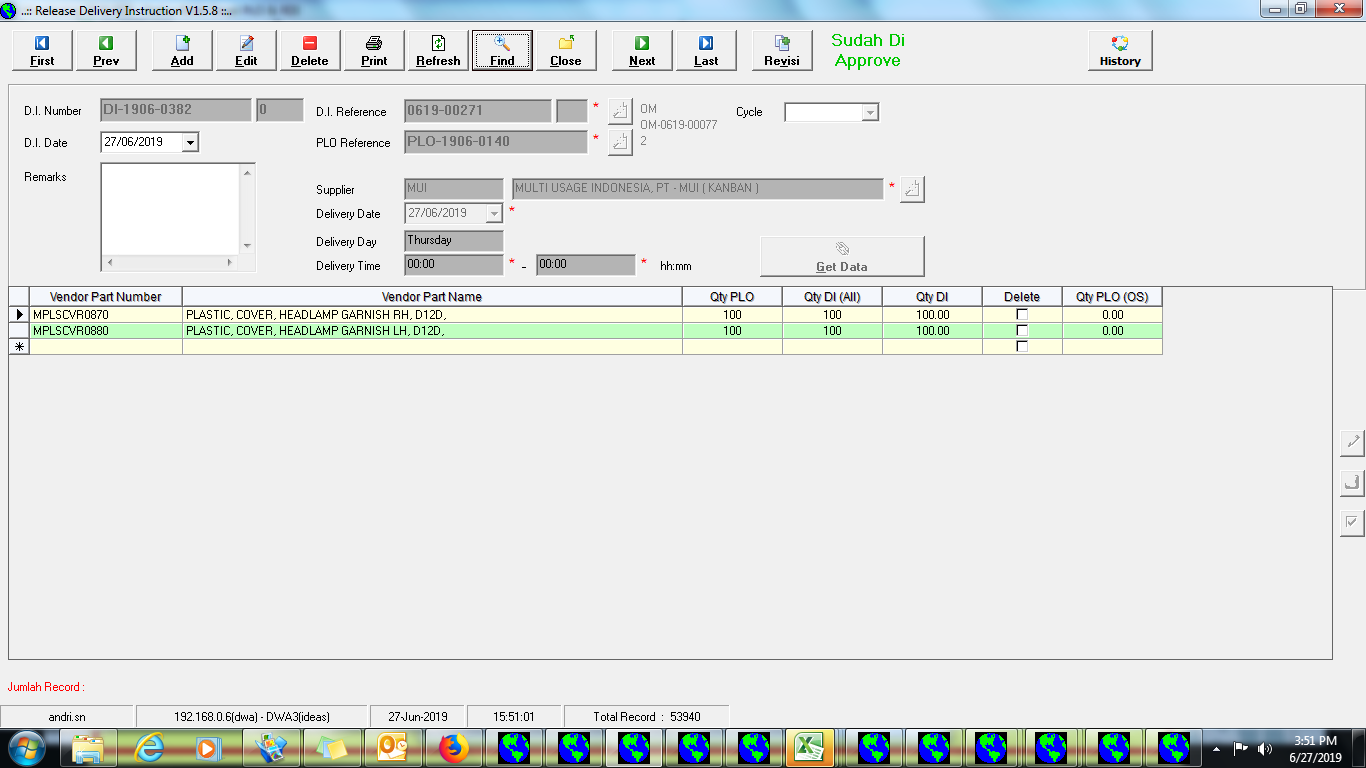 ..:: Release Delivery Instruction V1.5.8 ::..
First Prev Add Edit Delete Print Refresh Find Close Next Last Revisi Sudah Di Approve History
D.I. Number DI-1906-0382 0 D.I. Reference 0619-00271 * OM Cycle
OM-0619-00077
D.I. Date 27/06/2019 PLO Reference PLO-1906-0140 * 2
Remarks
Supplier MUI MULTI USAGE INDONESIA, PT - MUI ( KANBAN ) *
Delivery Date 27/06/2019 *
Delivery Day Thursday
Delivery Time 00:00 * - 00:00 * hh:mm Get Data
Vendor Part Number Vendor Part Name Qty PLO Qty DI (All) Qty DI Delete Qty PLO (OS)
MPLSCVR0870 PLASTIC, COVER, HEADLAMP GARNISH RH, D12D, 100 100 100.00 0.00
MPLSCVR0880 PLASTIC, COVER, HEADLAMP GARNISH LH, D12D, 100 100 100.00 0.00
Jumlah Record :
andri.sn 192.168.0.6(dwa) - DWA3(ideas) 27-Jun-2019 15:51:01 Total Record : 53940
3:51 PM
6/27/2019